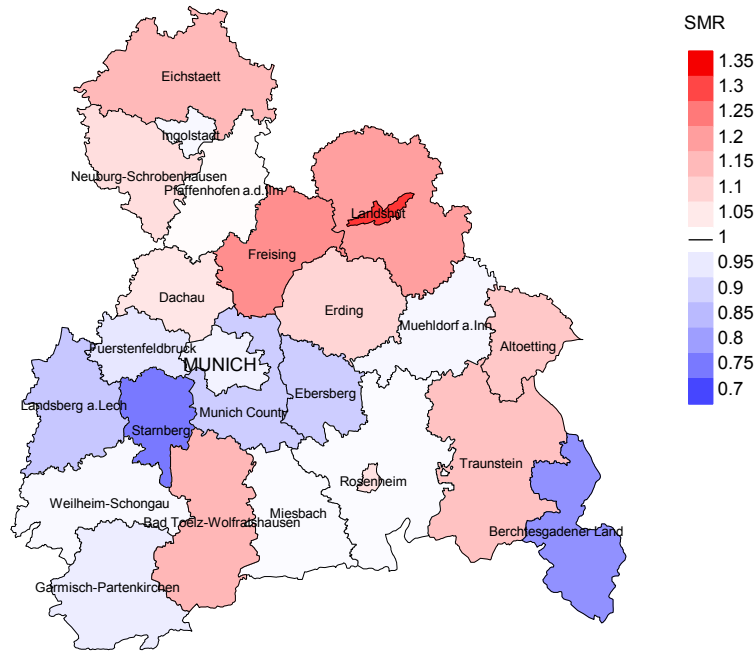 SMR
1.35
1.3
1.25
1.2
1.15
1.1
1.05
1
0.95
0.9
0.85
0.8
0.75
0.7
Eichstaett
Ingolstadt
Neuburg-Schrobenhausen
Pfaffenhofen a.d.Ilm
Landshut
Freising
Dachau
Erding
Muehldorf a.Inn
Altoetting
Fuerstenfeldbruck
MUNICH
Ebersberg
Landsberg a.Lech
Munich County
Starnberg
Traunstein
Rosenheim
Weilheim-Schongau
Miesbach
Bad Toelz-Wolfratshausen
Berchtesgadener Land
Garmisch-Partenkirchen